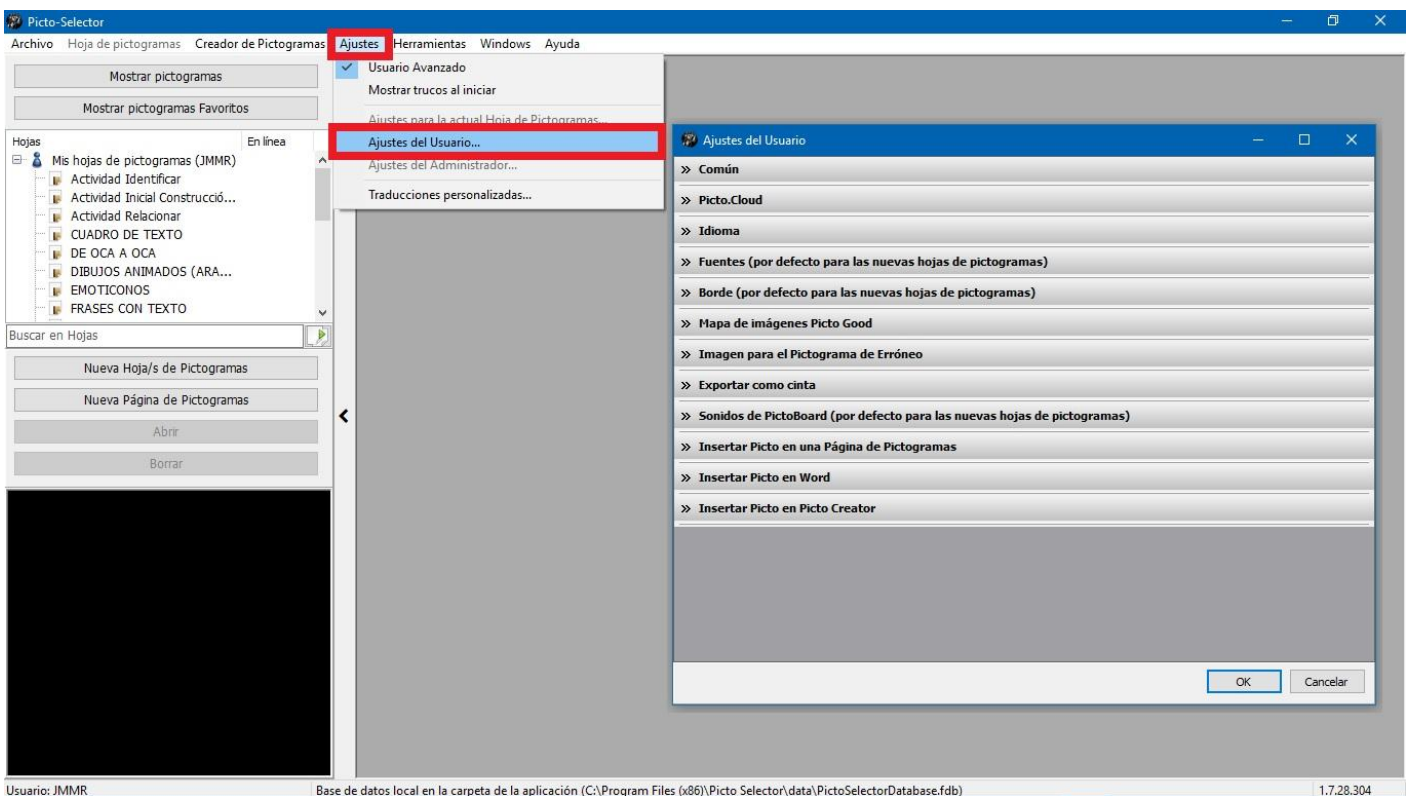 Picto-Selector
Archivo Hoja de pictogramas Creador de Pictogramas Ajustes Herramientas Windows Ayuda
Mostrar pictogramas
Mostrar pictogramas Favoritos
Hojas En línea
Mis hojas de pictogramas (JMMR)
Actividad Identificar
Actividad Inicial Construcció...
Actividad Relacionar
CUADRO DE TEXTO
DE OCA A OCA
DIBUJOS ANIMADOS (ARA...
EMOTICONOS
FRASES CON TEXTO
Buscar en Hojas
Nueva Hoja/s de Pictogramas
Nueva Página de Pictogramas
Abrir
Borrar
Usuario Avanzado
Mostrar trucos al iniciar
Ajustes para la actual Hoja de Pictogramas...
Ajustes del Usuario...
Ajustes del Administrador...
Traducciones personalizadas...
Ajustes del Usuario
» Común
» Picto.Cloud
» Idioma
» Fuentes (por defecto para las nuevas hojas de pictogramas)
» Borde (por defecto para las nuevas hojas de pictogramas)
» Mapa de imágenes Picto Good
» Imagen para el Pictograma de Erróneo
» Exportar como cinta
» Sonidos de PictoBoard (por defecto para las nuevas hojas de pictogramas)
» Insertar Picto en una Página de Pictogramas
» Insertar Picto en Word
» Insertar Picto en Picto Creator
OK Cancelar
Usuario: JMMR Base de datos local en la carpeta de la aplicación (C:\Program Files (x86)\Picto Selector\data\PictoSelectorDatabase.fdb) 1.7.28.304